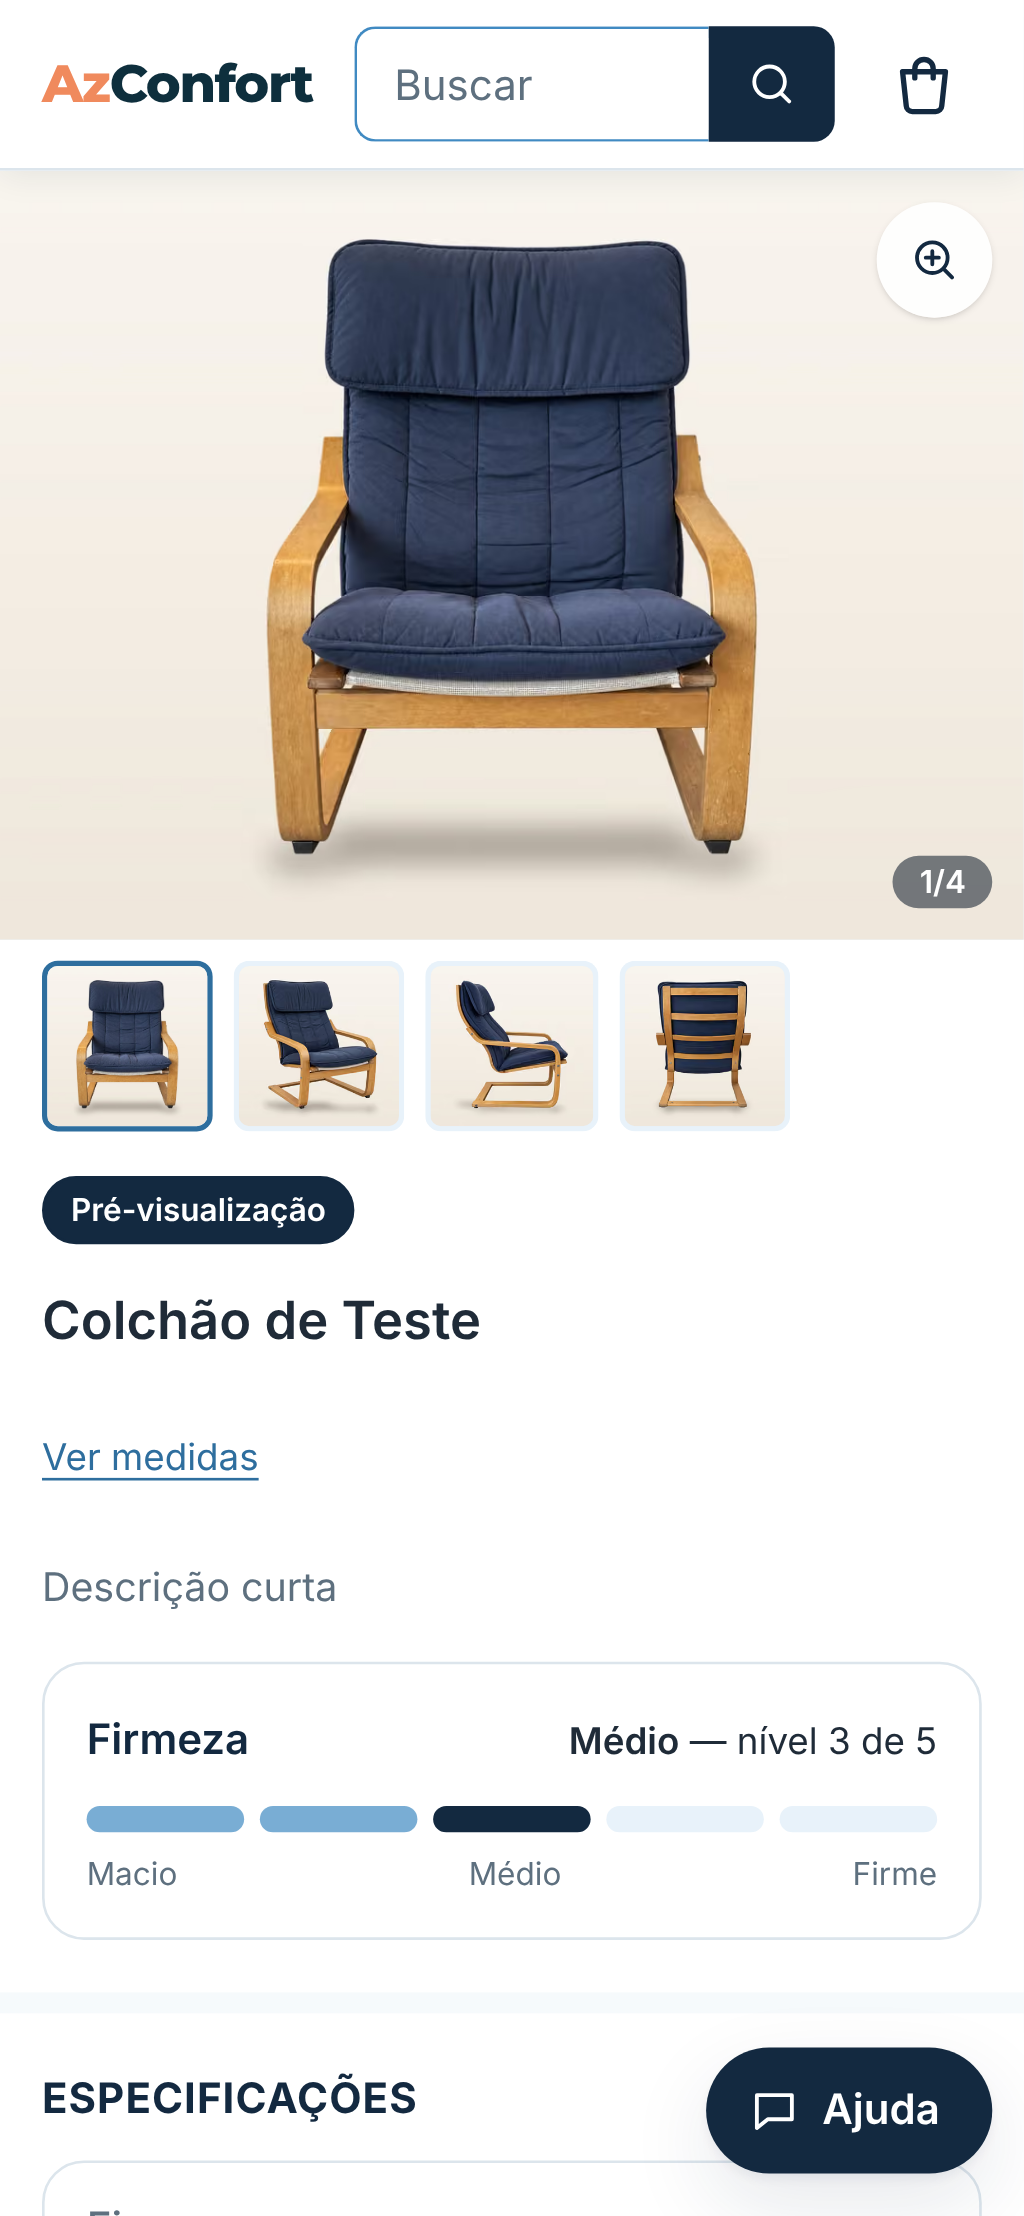 AzConfort
Buscar
1/4
Pré-visualização
Colchão de Teste
Ver medidas
Descrição curta
Firmeza
Médio — nível 3 de 5
Macio Médio Firme
ESPECIFICAÇÕES
Ajuda